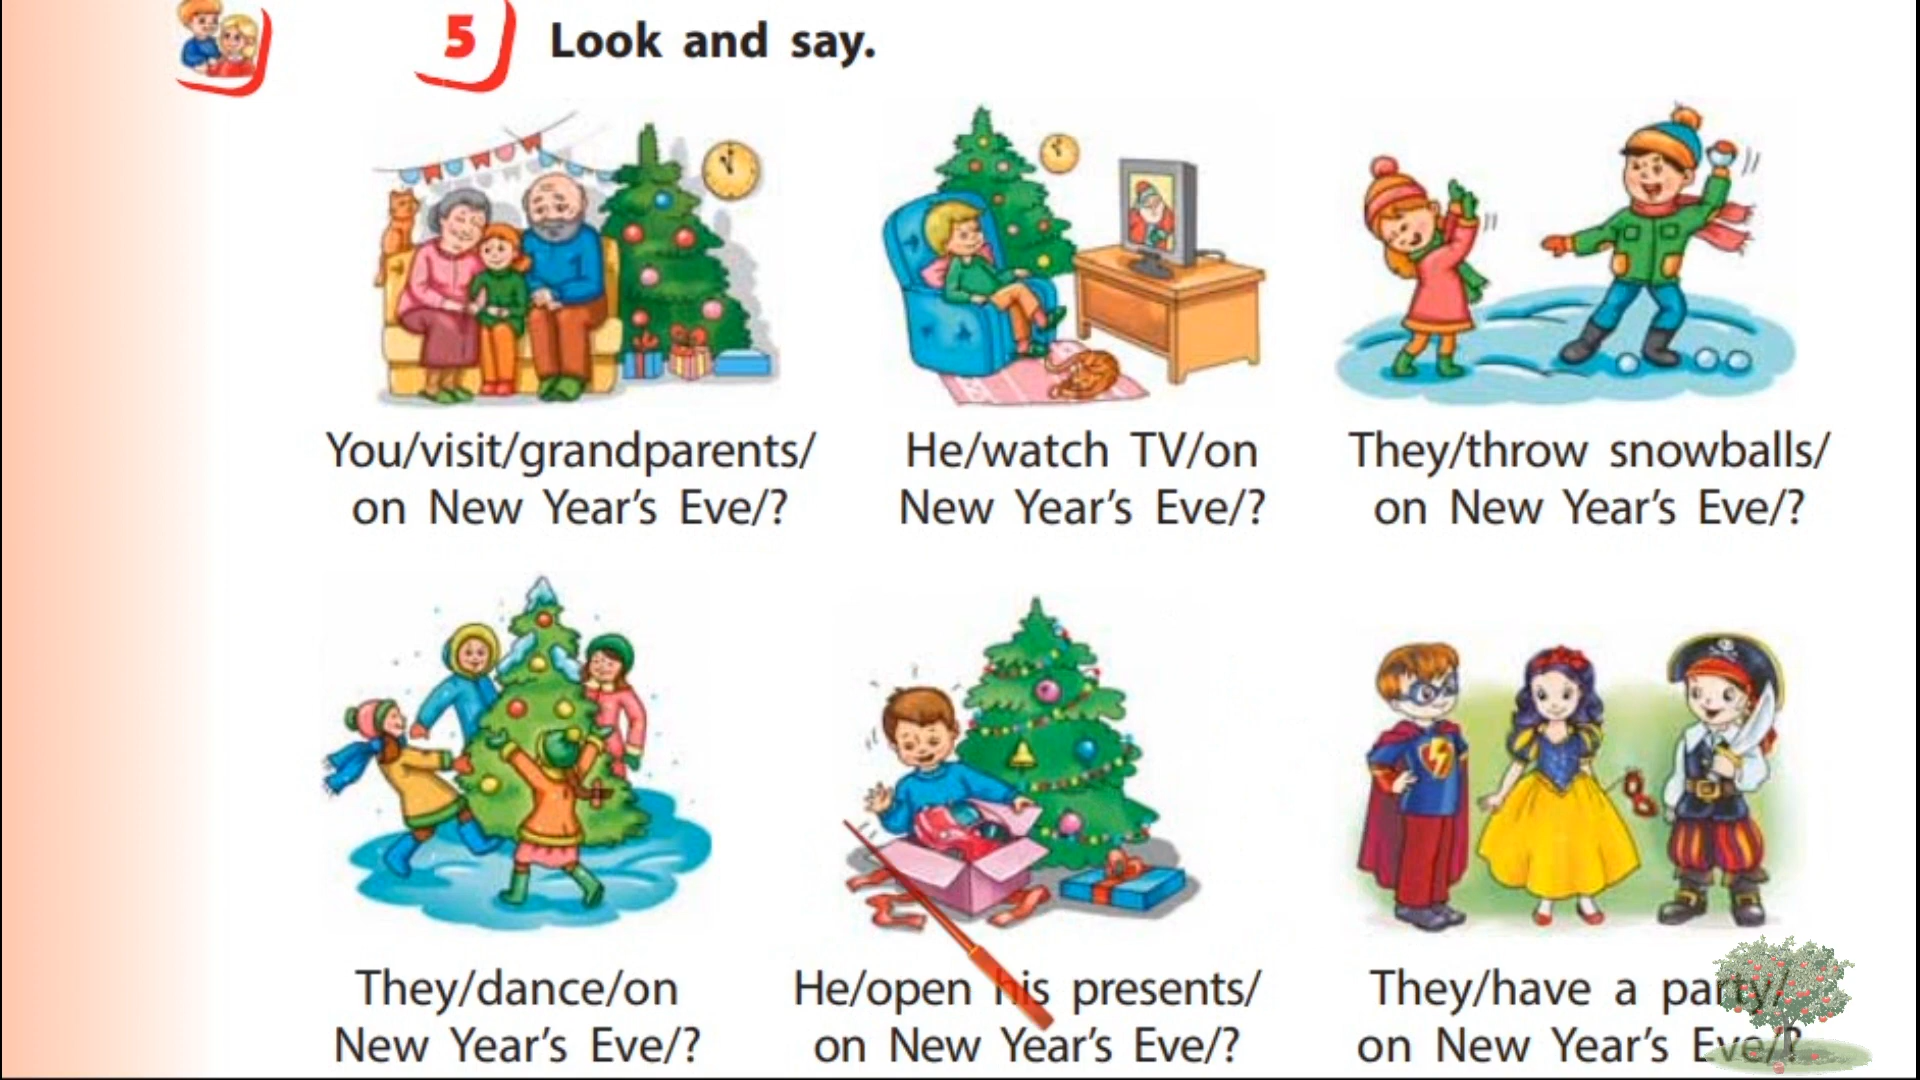 5 Look and say.
You/visit/grandparents/
on New Year's Eve/?
He/watch TV/on
New Year's Eve/?
They/throw snowballs/
on New Year's Eve/?
They/dance/on
New Year's Eve/?
He/open his presents/
on New Year's Eve/?
They/have a party/
on New Year's Eve/?